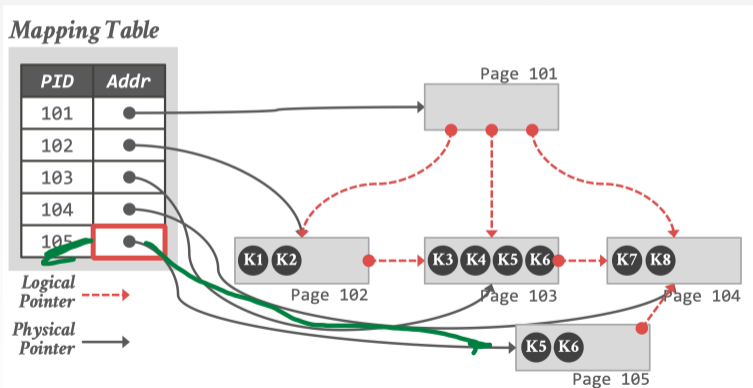 Mapping Table
PID Addr
101
102
103
104
105
Logical
Pointer
Physical
Pointer
Page 101
K1 K2
Page 102
K3 K4 K5 K6
Page 103
K7 K8
Page 104
K5 K6
Page 105